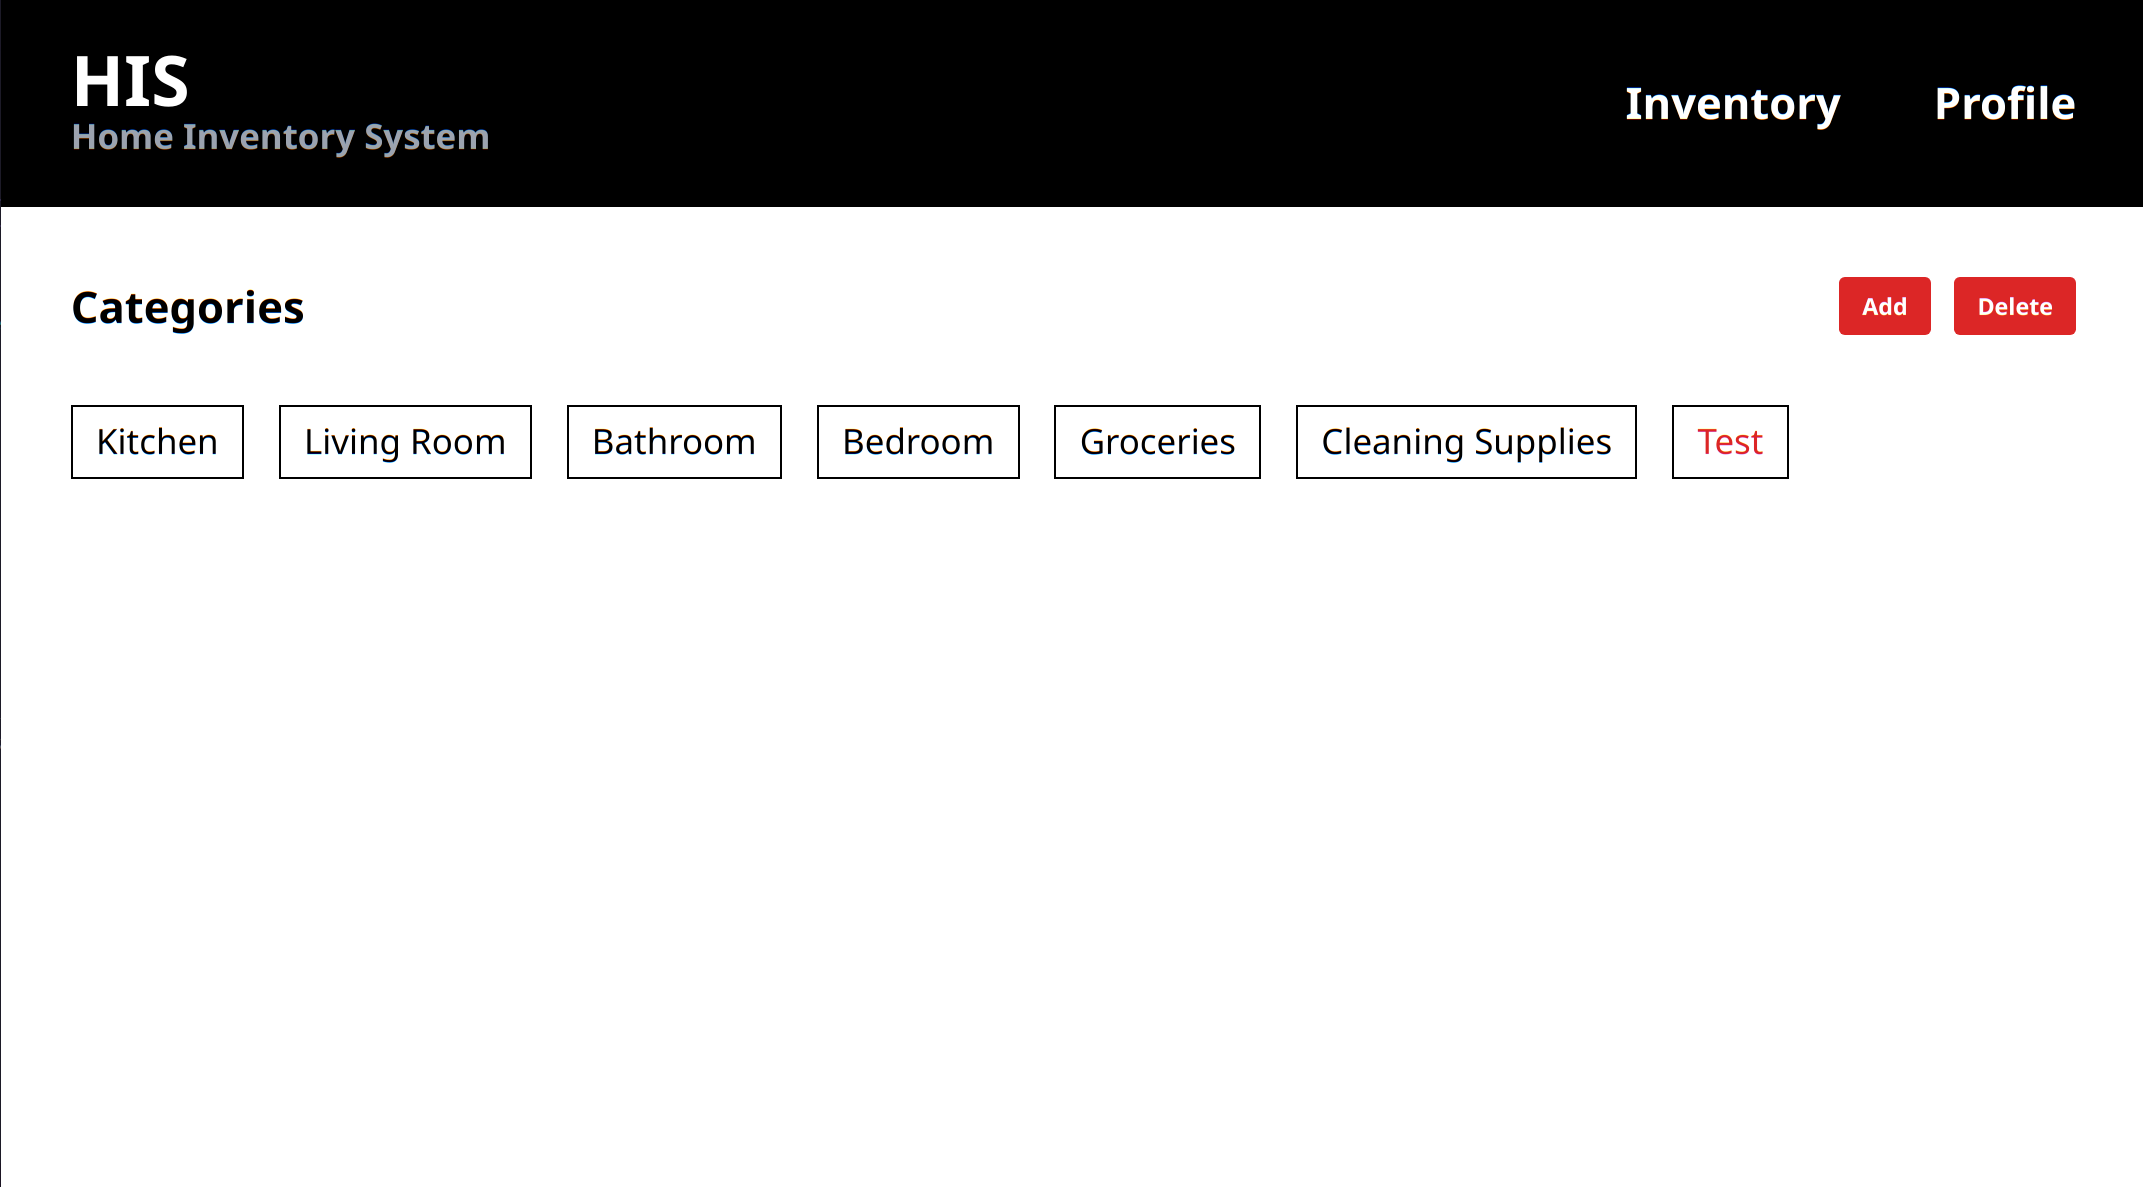 HIS
Home Inventory System
Inventory
Profile
Categories
Add
Delete
Kitchen
Living Room
Bathroom
Bedroom
Groceries
Cleaning Supplies
Test